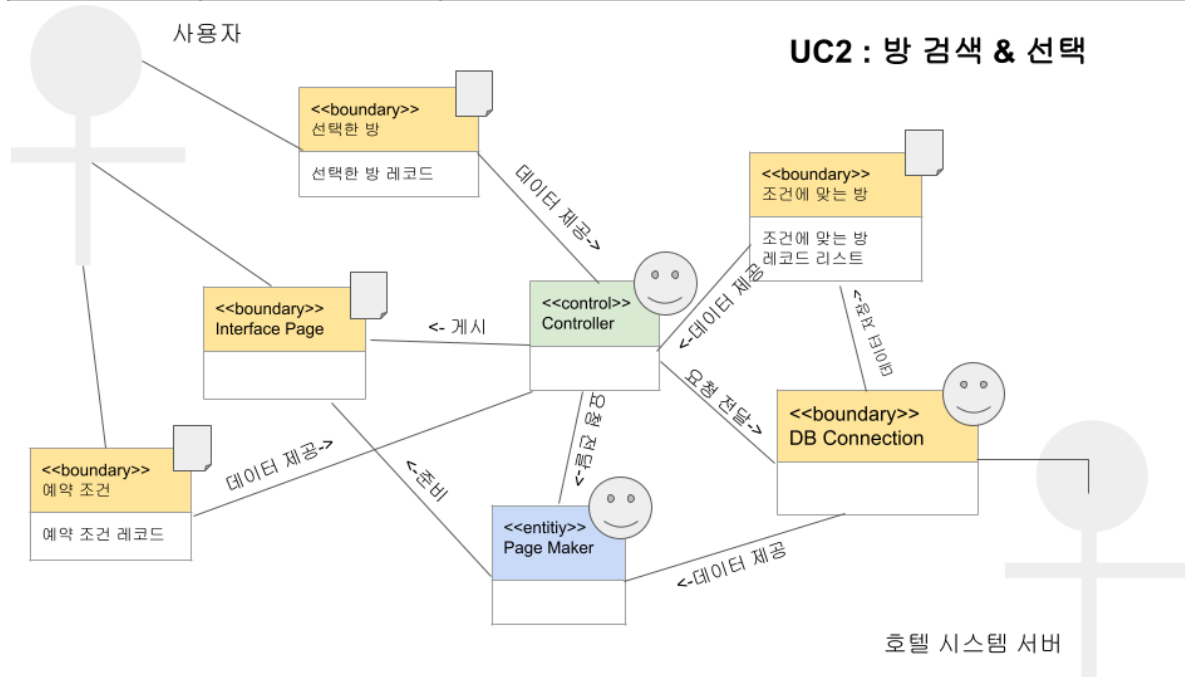 사용자
UC2 : 방 검색 & 선택
<<boundary>>
선택한 방
선택한 방 레코드
데이터 제공->
<<boundary>>
조건에 맞는 방
조건에 맞는 방
레코드 리스트
<<boundary>>
Interface Page
<- 게시
<<control>>
Controller
<-데이터 제공
<-데이터 제공
요청 전달->
<<boundary>>
DB Connection
<<boundary>>
예약 조건
예약 조건 레코드
데이터 제공->
<-준비
요청 전달->
<<entitiy>>
Page Maker
<-데이터 제공
호텔 시스템 서버